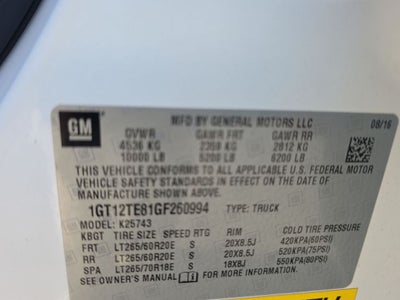 GM
MFD BY GENERAL MOTORS LLC 08/16
GVWR GAWR FRT GAWR RR
4536 KG 2359 KG 2812 KG
10000 LB 5200 LB 6200 LB
THIS VEHICLE CONFORMS TO ALL APPLICABLE U.S. FEDERAL MOTOR
VEHICLE SAFETY STANDARDS IN EFFECT ON THE DATE OF
MANUFACTURE SHOWN ABOVE.
1GT12TE81GF260994 TYPE: TRUCK
MODEL: K25743
KBGT TIRE SIZE SPEED RTG RIM COLD TIRE PRESSURE
FRT LT265/60R20E S 20X8.5J 420KPA(60PSI)
RR LT265/60R20E S 20X8.5J 520KPA(75PSI)
SPA LT265/70R18E S 18X8J 550KPA(80PSI)
SEE OWNER'S MANUAL FOR MORE INFORMATION.